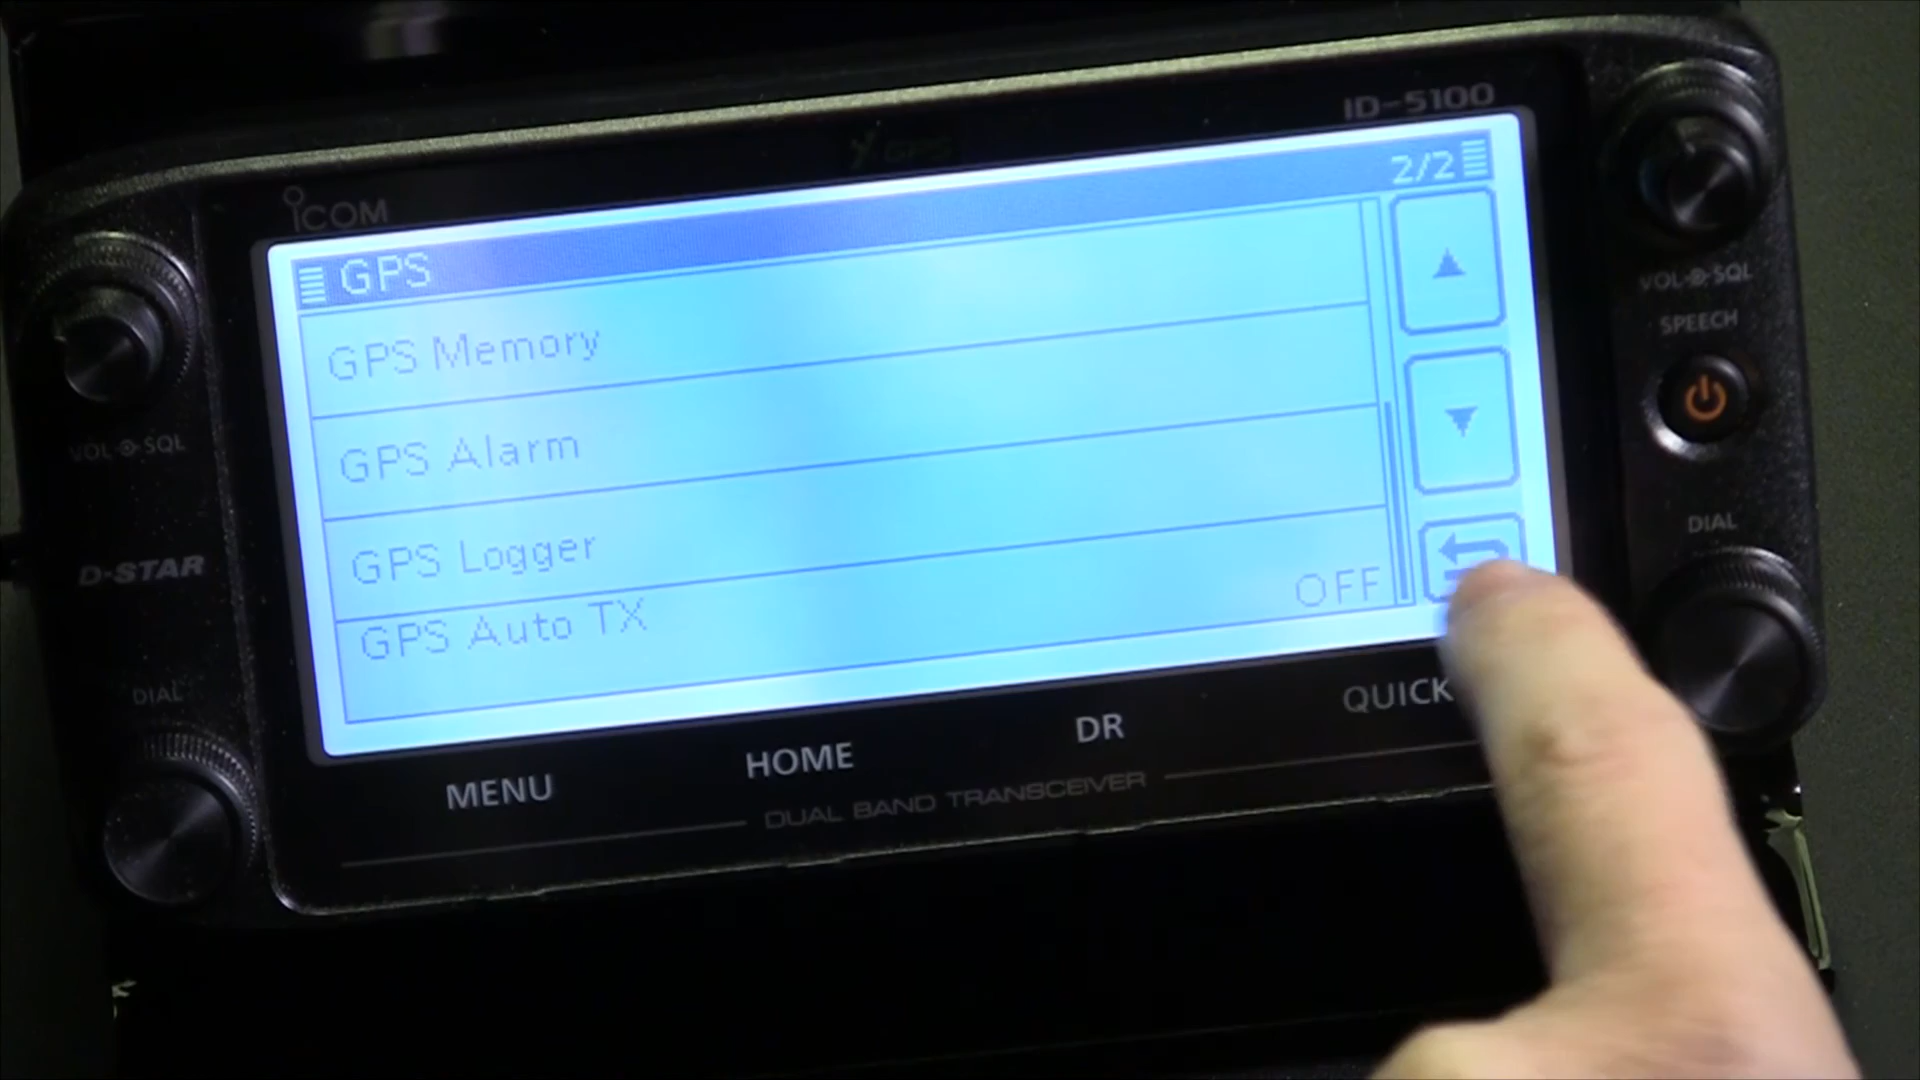 ID-5100
ICOM
GPS 2/2
GPS Memory
GPS Alarm
GPS Logger
GPS Auto TX OFF
VOL SQL
D-STAR
DIAL
VOL SQL
SPEECH
DIAL
MENU HOME DR QUICK
DUAL BAND TRANSCEIVER